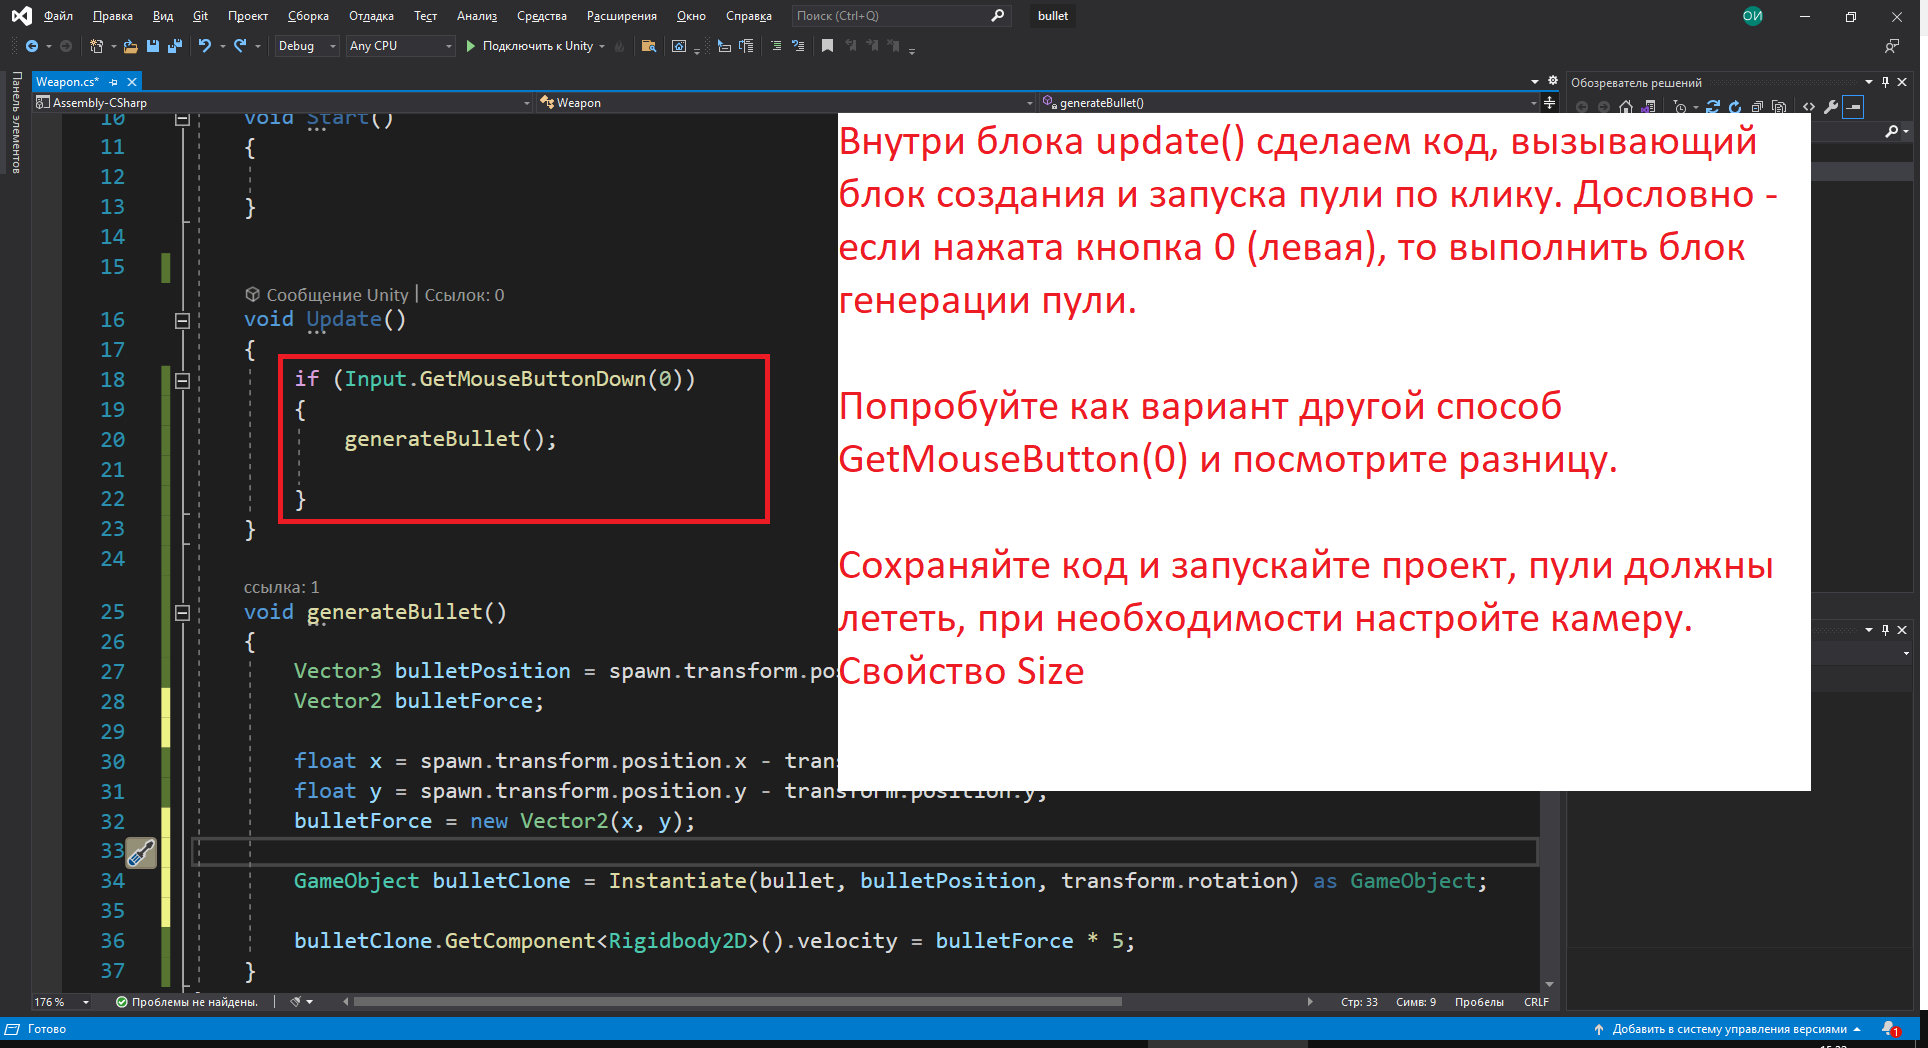 Файл Правка Вид Git Проект Сборка Отладка Тест Анализ Средства Расширения Окно Справка Поиск (Ctrl+Q) bullet ОИ
Debug Any CPU Подключить к Unity
Панель элементов
Weapon.cs*
Обозреватель решений
Assembly-CSharp Weapon generateBullet()
10 void Start()
11 {
12
13 }
14
15
Сообщение Unity | Ссылок: 0
16 void Update()
17 {
18 if (Input.GetMouseButtonDown(0))
19 {
20 generateBullet();
21
22 }
23 }
24
ссылка: 1
25 void generateBullet()
26 {
27 Vector3 bulletPosition = spawn.transform.pos
28 Vector2 bulletForce;
29
30 float x = spawn.transform.position.x - trans
31 float y = spawn.transform.position.y - transform.position.y;
32 bulletForce = new Vector2(x, y);
33
34 GameObject bulletClone = Instantiate(bullet, bulletPosition, transform.rotation) as GameObject;
35
36 bulletClone.GetComponent<Rigidbody2D>().velocity = bulletForce * 5;
37 }
Внутри блока update() сделаем код, вызывающий
блок создания и запуска пули по клику. Дословно -
если нажата кнопка 0 (левая), то выполнить блок
генерации пули.
Попробуйте как вариант другой способ
GetMouseButton(0) и посмотрите разницу.
Сохраняйте код и запускайте проект, пули должны
лететь, при необходимости настройте камеру.
Свойство Size
176 % Проблемы не найдены. Стр: 33 Симв: 9 Пробелы CRLF
Готово Добавить в систему управления версиями 1